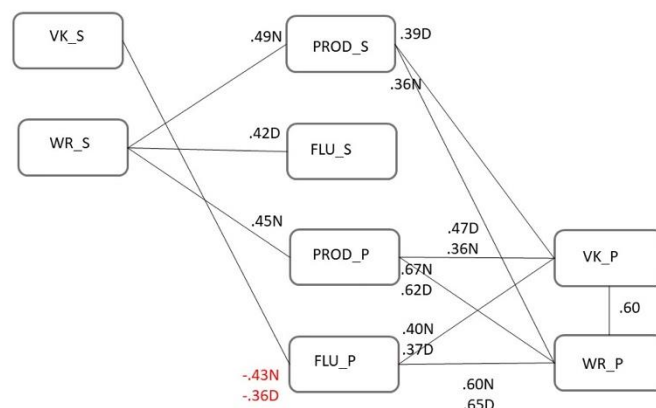 VK_S
.49N
PROD_S
.39D
.36N
WR_S
.42D
FLU_S
.45N
PROD_P
.47D
.36N
VK_P
.67N
.62D
.60
.40N
.37D
FLU_P
WR_P
-.43N
-.36D
.60N
.65D